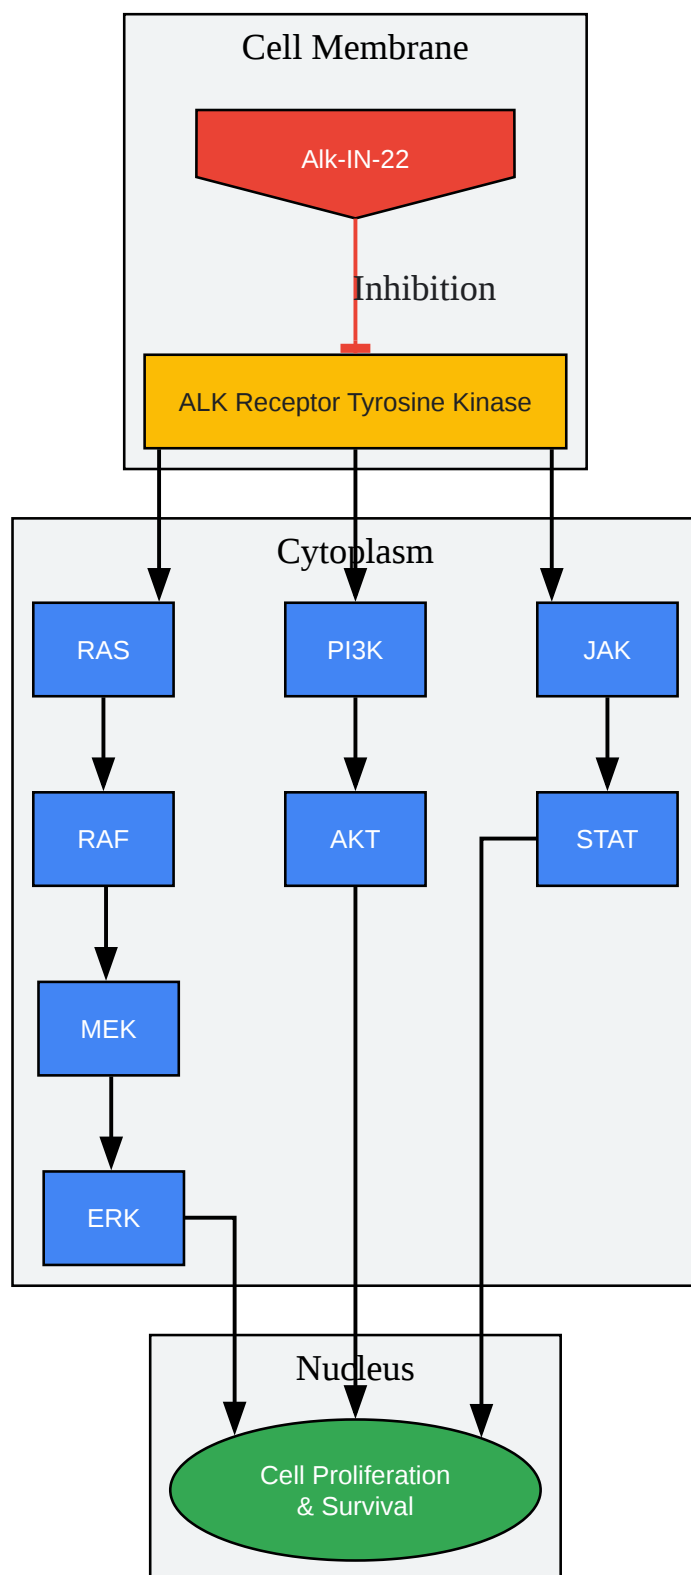 Cell Membrane
Alk-IN-22
Inhibition
ALK Receptor Tyrosine Kinase
Cytoplasm
RAS
PI3K
JAK
RAF
AKT
STAT
MEK
ERK
Nucleus
Cell Proliferation
& Survival